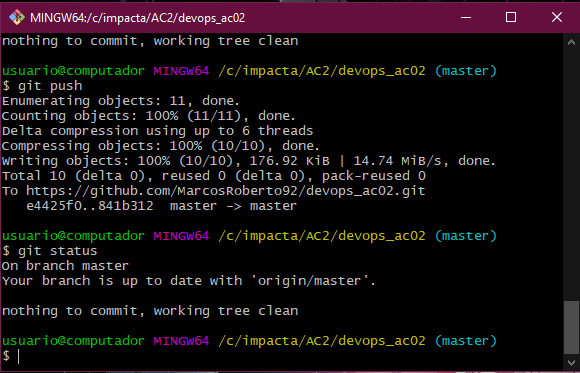 MINGW64:/c/impacta/AC2/devops_ac02
nothing to commit, working tree clean
usuario@computador MINGW64 /c/impacta/AC2/devops_ac02 (master)
$ git push
Enumerating objects: 11, done.
Counting objects: 100% (11/11), done.
Delta compression using up to 6 threads
Compressing objects: 100% (10/10), done.
Writing objects: 100% (10/10), 176.92 KiB | 14.74 MiB/s, done.
Total 10 (delta 0), reused 0 (delta 0), pack-reused 0
To https://github.com/MarcosRoberto92/devops_ac02.git
   e4425f0..841b312  master -> master
usuario@computador MINGW64 /c/impacta/AC2/devops_ac02 (master)
$ git status
On branch master
Your branch is up to date with 'origin/master'.
nothing to commit, working tree clean
usuario@computador MINGW64 /c/impacta/AC2/devops_ac02 (master)
$